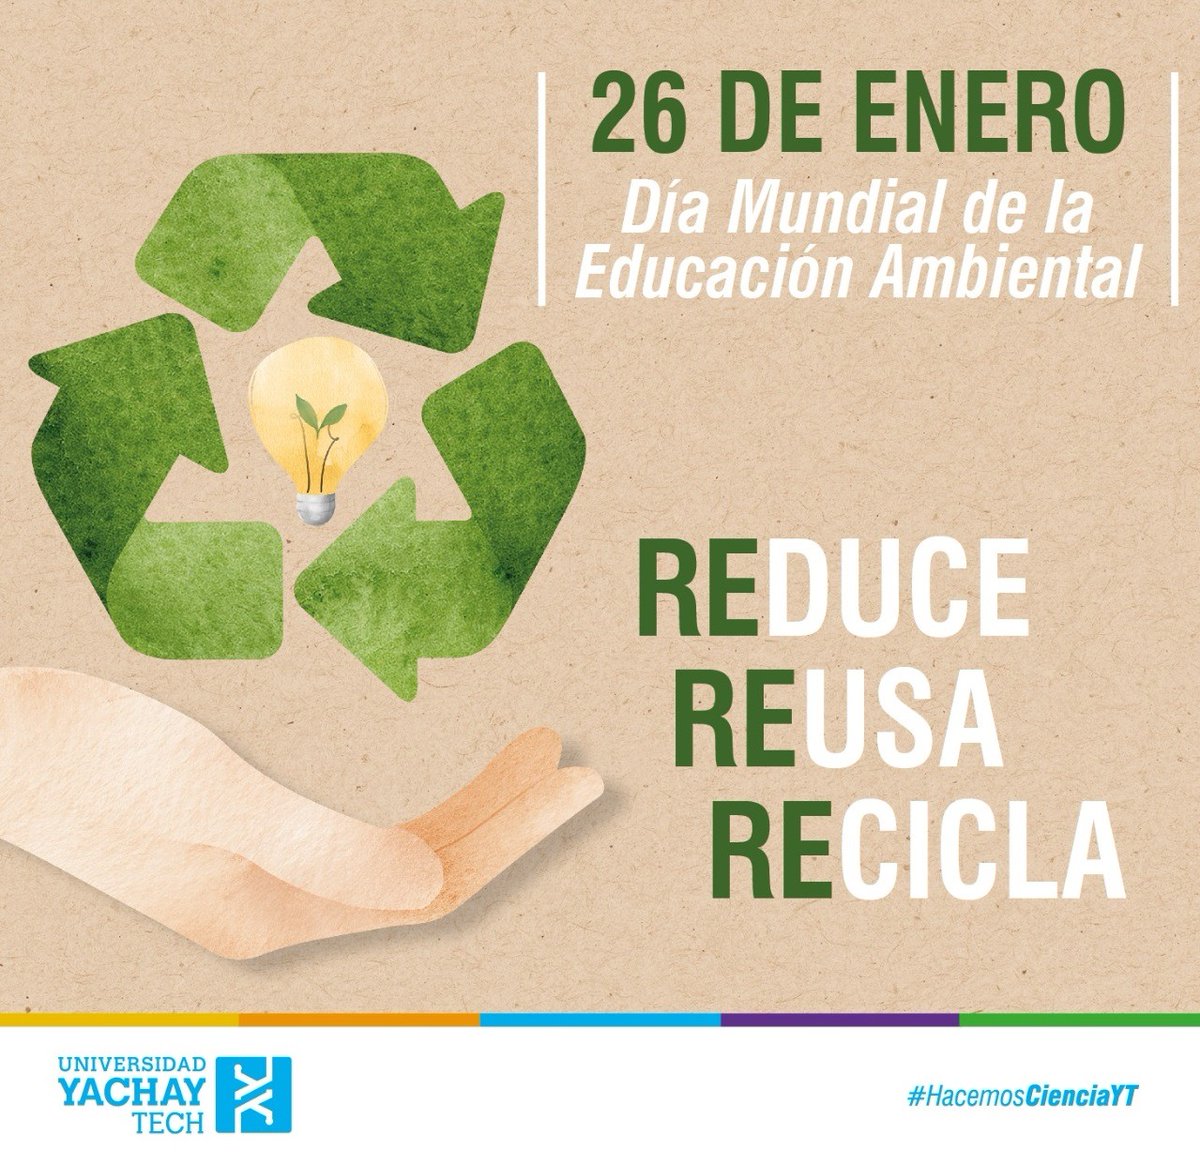 26 DE ENERO
Día Mundial de la
Educación Ambiental
REDUCE
REUSA
RECICLA
UNIVERSIDAD
YACHAY
TECH
#HacemosCienciaYT